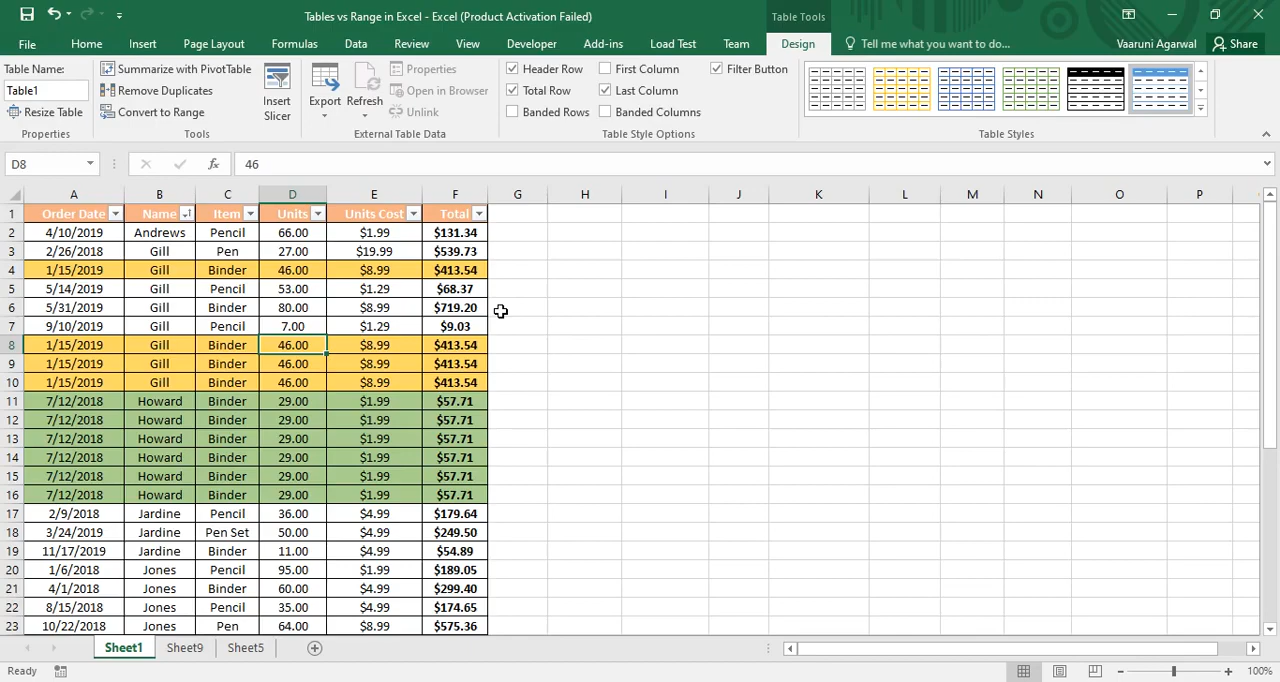 Tables vs Range in Excel - Excel (Product Activation Failed)
Table Tools
File Home Insert Page Layout Formulas Data Review View Developer Add-ins Load Test Team Design Tell me what you want to do... Vaaruni Agarwal Share
Table Name:
Table1
Resize Table
Properties
Summarize with PivotTable
Remove Duplicates
Convert to Range
Tools
Insert
Slicer
Export
Refresh
Properties
Open in Browser
Unlink
External Table Data
Header Row First Column Filter Button
Total Row Last Column
Banded Rows Banded Columns
Table Style Options
Table Styles
D8 fx 46
A B C D E F G H I J K L M N O P
1 Order Date Name Item Units Units Cost Total
2 4/10/2019 Andrews Pencil 66.00 $1.99 $131.34
3 2/26/2018 Gill Pen 27.00 $19.99 $539.73
4 1/15/2019 Gill Binder 46.00 $8.99 $413.54
5 5/14/2019 Gill Pencil 53.00 $1.29 $68.37
6 5/31/2019 Gill Binder 80.00 $8.99 $719.20
7 9/10/2019 Gill Pencil 7.00 $1.29 $9.03
8 1/15/2019 Gill Binder 46.00 $8.99 $413.54
9 1/15/2019 Gill Binder 46.00 $8.99 $413.54
10 1/15/2019 Gill Binder 46.00 $8.99 $413.54
11 7/12/2018 Howard Binder 29.00 $1.99 $57.71
12 7/12/2018 Howard Binder 29.00 $1.99 $57.71
13 7/12/2018 Howard Binder 29.00 $1.99 $57.71
14 7/12/2018 Howard Binder 29.00 $1.99 $57.71
15 7/12/2018 Howard Binder 29.00 $1.99 $57.71
16 7/12/2018 Howard Binder 29.00 $1.99 $57.71
17 2/9/2018 Jardine Pencil 36.00 $4.99 $179.64
18 3/24/2019 Jardine Pen Set 50.00 $4.99 $249.50
19 11/17/2019 Jardine Binder 11.00 $4.99 $54.89
20 1/6/2018 Jones Pencil 95.00 $1.99 $189.05
21 4/1/2018 Jones Binder 60.00 $4.99 $299.40
22 8/15/2018 Jones Pencil 35.00 $4.99 $174.65
23 10/22/2018 Jones Pen 64.00 $8.99 $575.36
Sheet1 Sheet9 Sheet5
Ready 100%